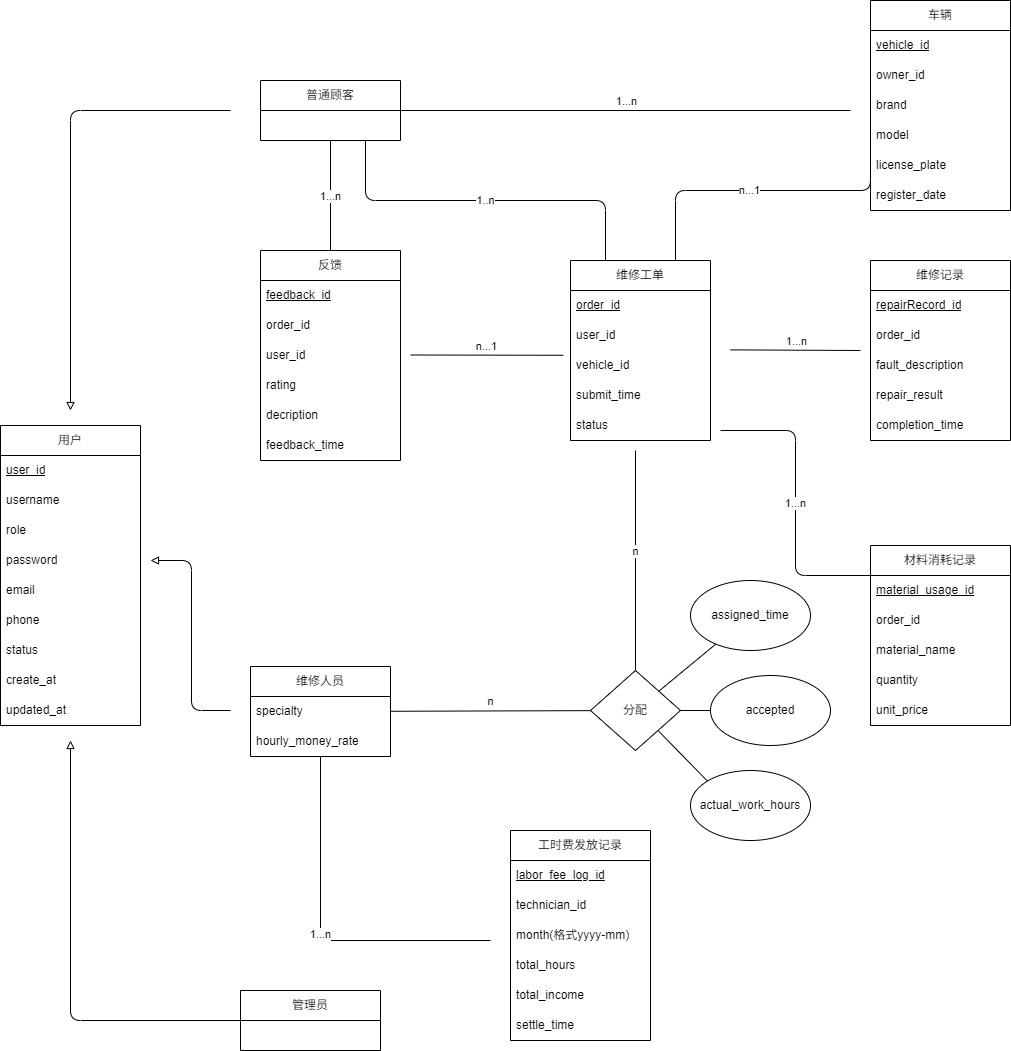 车辆
vehicle_id
owner_id
brand
model
license_plate
register_date
普通顾客
1...n
1...n
1..n
n...1
反馈
feedback_id
order_id
user_id
rating
decription
feedback_time
n...1
维修工单
order_id
user_id
vehicle_id
submit_time
status
1...n
维修记录
repairRecord_id
order_id
fault_description
repair_result
completion_time
用户
user_id
username
role
password
email
phone
status
create_at
updated_at
1...n
n
材料消耗记录
material_usage_id
order_id
material_name
quantity
unit_price
assigned_time
accepted
actual_work_hours
分配
n
维修人员
specialty
hourly_money_rate
1...n
工时费发放记录
labor_fee_log_id
technician_id
month(格式yyyy-mm)
total_hours
total_income
settle_time
管理员